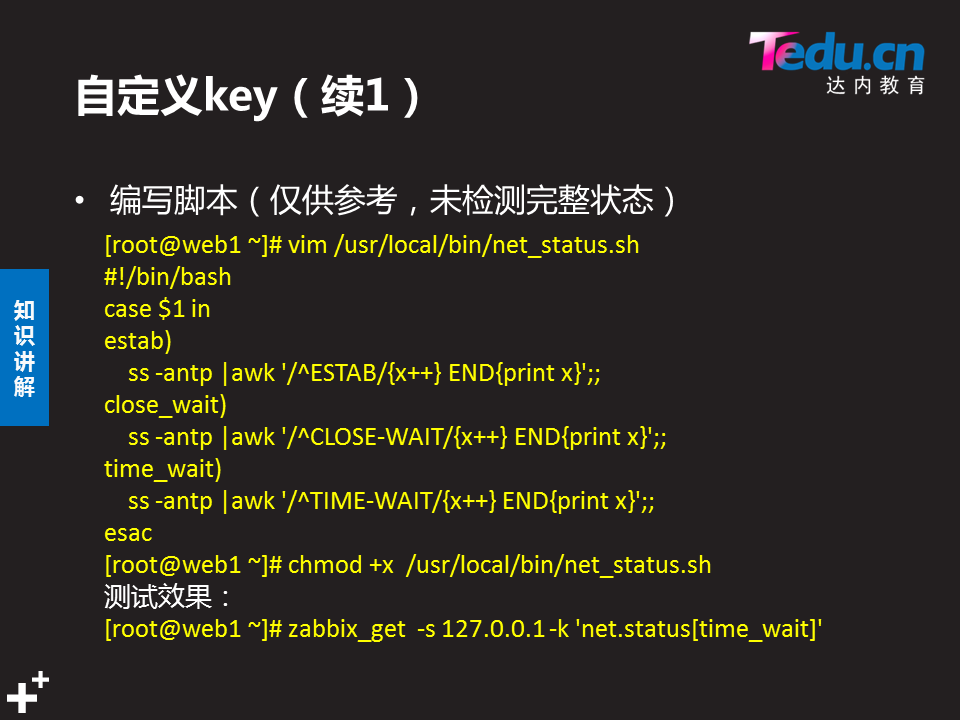 Tedu.cn
达内教育
自定义key（续1）
• 编写脚本（仅供参考，未检测完整状态）
[root@web1 ~]# vim /usr/local/bin/net_status.sh
#!/bin/bash
case $1 in
estab)
    ss -antp |awk '/^ESTAB/{x++} END{print x}';;
close_wait)
    ss -antp |awk '/^CLOSE-WAIT/{x++} END{print x}';;
time_wait)
    ss -antp |awk '/^TIME-WAIT/{x++} END{print x}';;
esac
[root@web1 ~]# chmod +x  /usr/local/bin/net_status.sh
测试效果：
[root@web1 ~]# zabbix_get  -s 127.0.0.1 -k 'net.status[time_wait]'
知识讲解